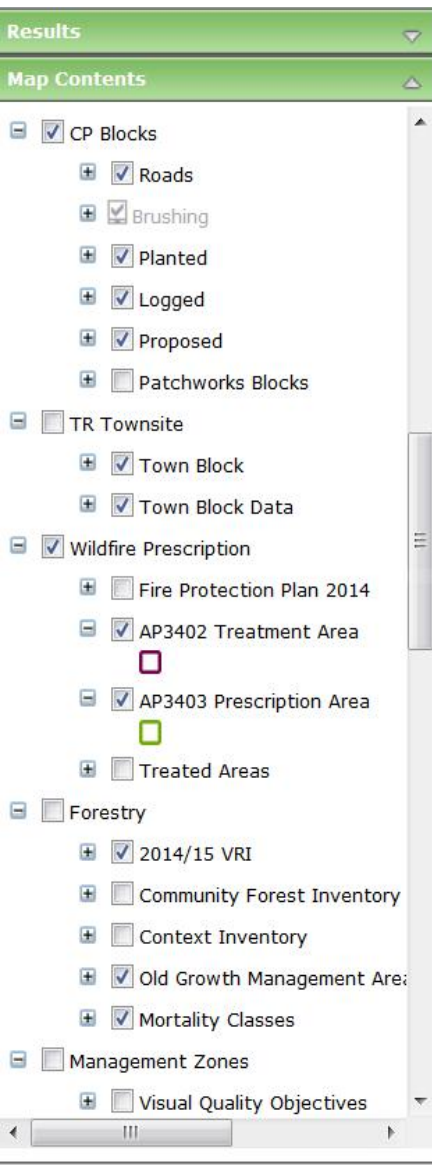 Results
Map Contents
CP Blocks
Roads
Brushing
Planted
Logged
Proposed
Patchworks Blocks
TR Townsite
Town Block
Town Block Data
Wildfire Prescription
Fire Protection Plan 2014
AP3402 Treatment Area
AP3403 Prescription Area
Treated Areas
Forestry
2014/15 VRI
Community Forest Inventory
Context Inventory
Old Growth Management Area
Mortality Classes
Management Zones
Visual Quality Objectives